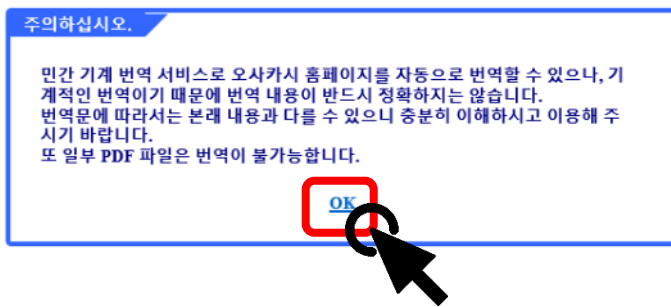 주의하십시오.
민간 기계 번역 서비스로 오사카시 홈페이지를 자동으로 번역할 수 있으나, 기
계적인 번역이기 때문에 번역 내용이 반드시 정확하지는 않습니다.
번역문에 따라서는 본래 내용과 다를 수 있으니 충분히 이해하시고 이용해 주
시기 바랍니다.
또 일부 PDF 파일은 번역이 불가능합니다.
OK